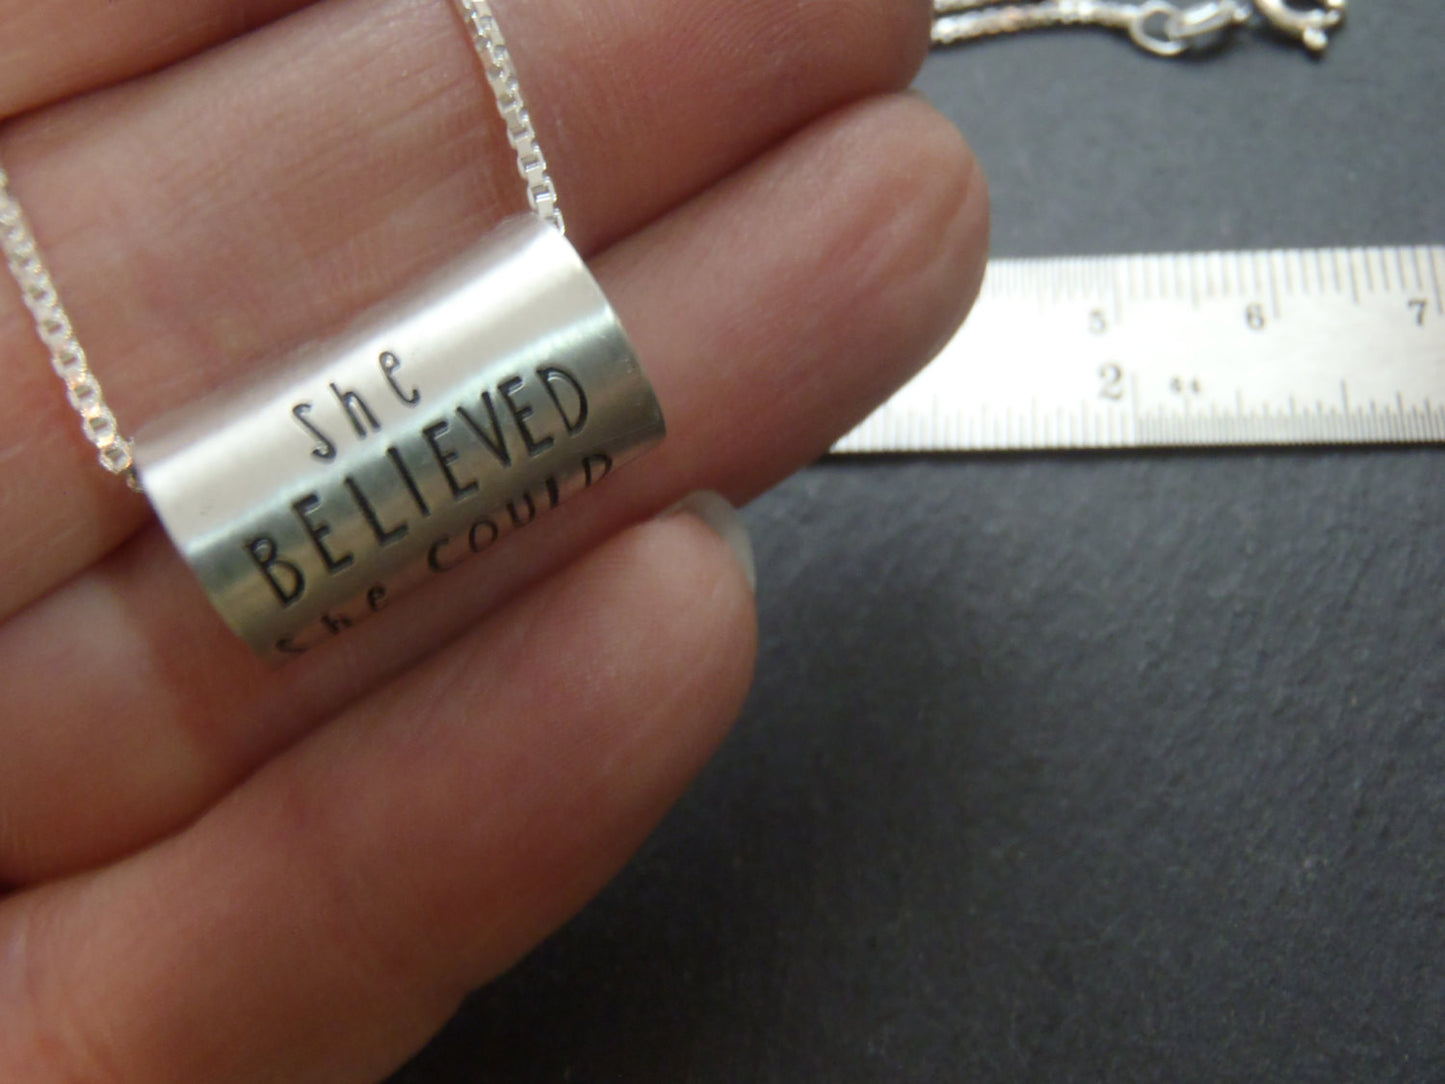 she
BELIEVED
she COULD
5 6 7
2